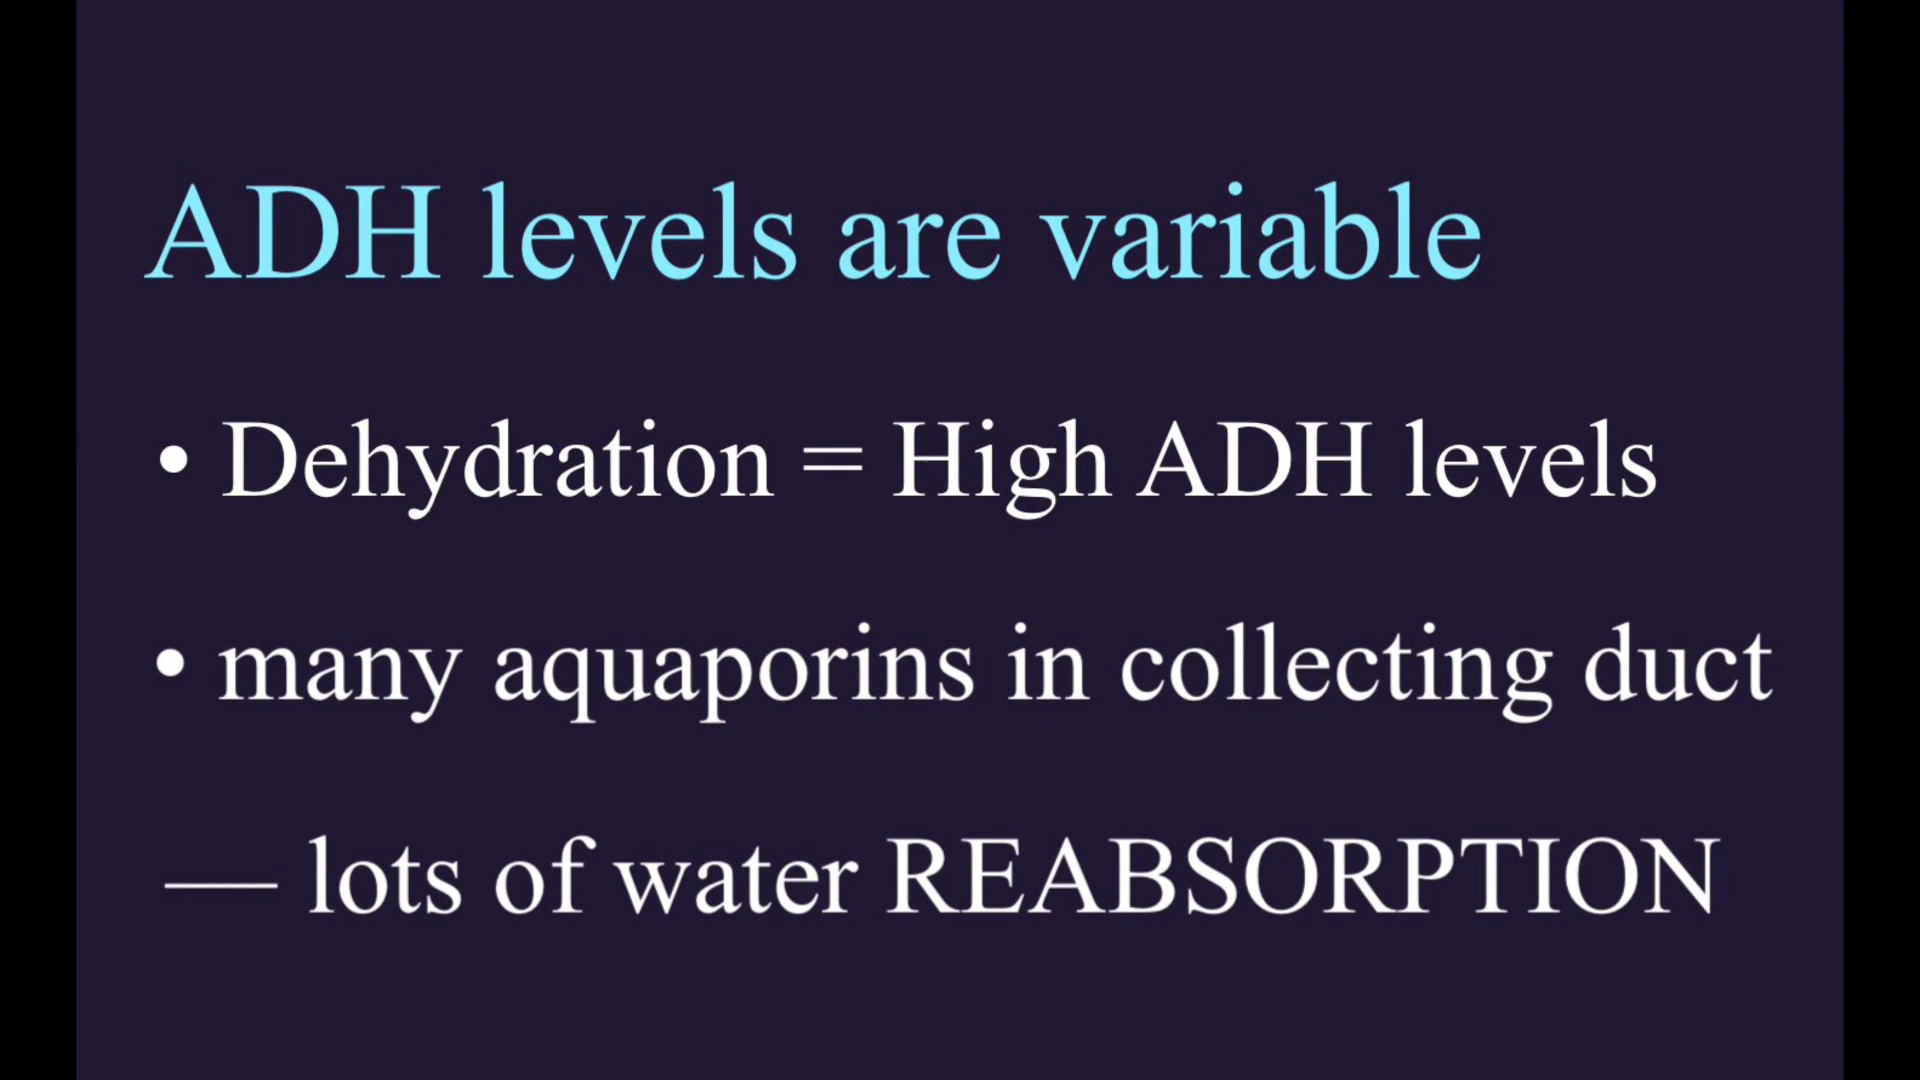 ADH levels are variable
• Dehydration = High ADH levels
• many aquaporins in collecting duct
— lots of water REABSORPTION